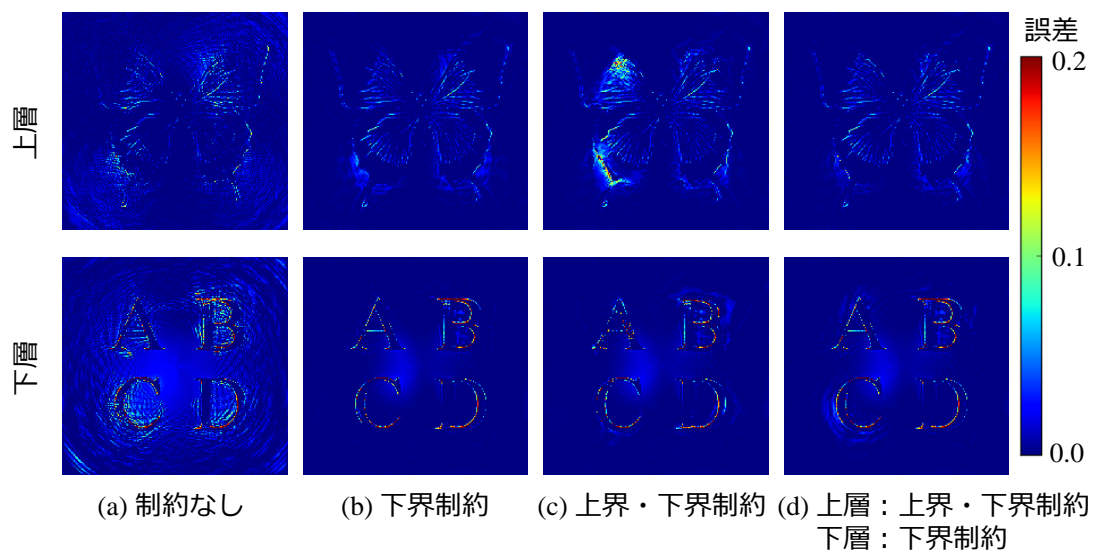 誤差
0.2
上層
0.1
A B
C D
下層
0.0
(a) 制約なし
(b) 下界制約
(c) 上界・下界制約
(d) 上層：上界・下界制約
下層：下界制約
A B
C D
A B
C D
A B
C D